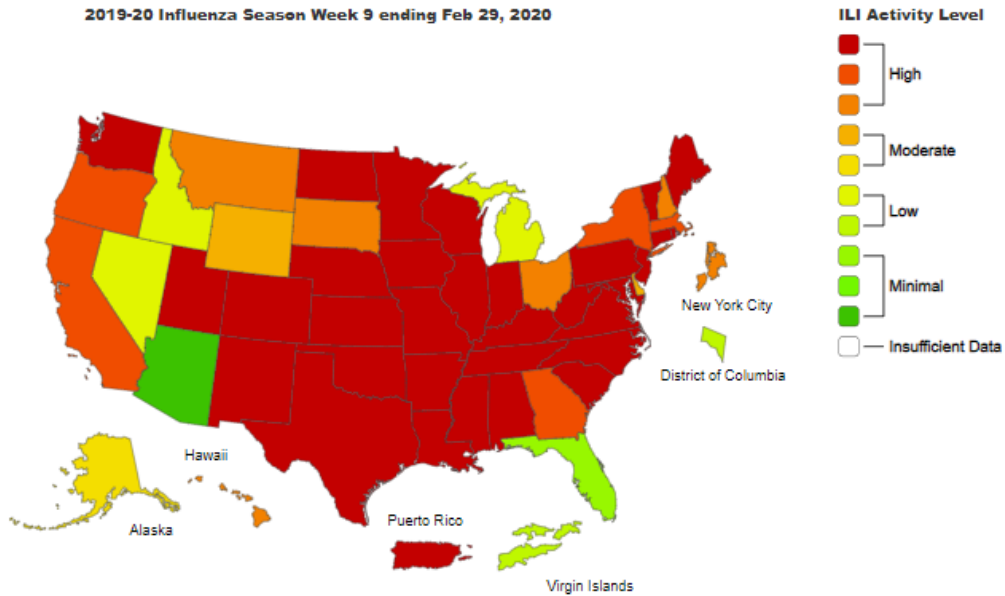 2019-20 Influenza Season Week 9 ending Feb 29, 2020
ILI Activity Level
High
Moderate
Low
Minimal
Insufficient Data
New York City
District of Columbia
Hawaii
Alaska
Puerto Rico
Virgin Islands